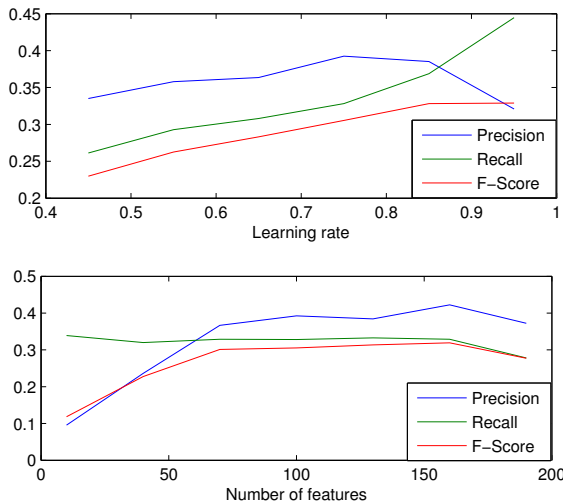 0.45
0.4
0.35
0.3
0.25
0.2
0.4 0.5 0.6 0.7 0.8 0.9 1
Learning rate
Precision
Recall
F-Score
0.5
0.4
0.3
0.2
0.1
0
0 50 100 150 200
Number of features
Precision
Recall
F-Score